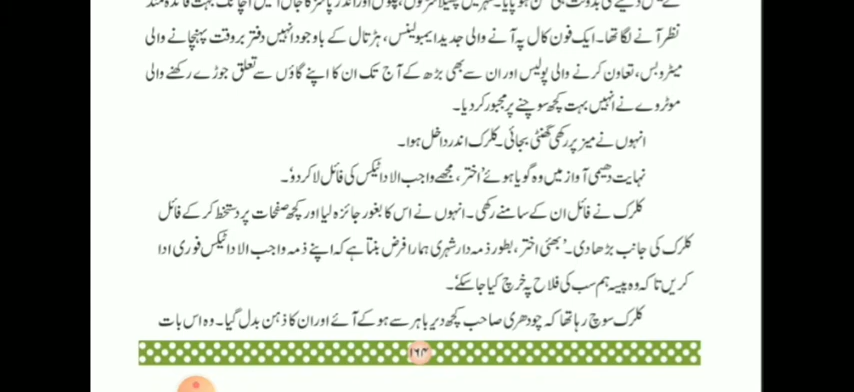 نظر آنے لگا تھا۔ ایک فون کال پہ آنے والی جدید ایمبولینس، ہڑتال کے باوجود انہیں دفتر بروقت پہنچانے والی
میٹرو بس، تعاون کرنے والی پولیس اور ان سے بھی بڑھ کے آج تک ان کا اپنے گاؤں سے تعلق جوڑے رکھنے والی
موٹروے نے انہیں بہت کچھ سوچنے پر مجبور کر دیا۔
انہوں نے میز پر رکھی گھنٹی بجائی۔ کلرک اندر داخل ہوا۔
نہایت دھیمی آواز میں وہ گویا ہوئے 'اختر، مجھے واجب الادا ٹیکس کی فائل لا کر دو'۔
کلرک نے فائل ان کے سامنے رکھی۔ انہوں نے اس کا بغور جائزہ لیا اور کچھ صفحات پر دستخط کر کے فائل
کلرک کی جانب بڑھا دی۔ 'بھئی اختر، بطور ذمہ دار شہری ہمارا فرض بنتا ہے کہ اپنے ذمہ واجب الادا ٹیکس فوری ادا
کریں تا کہ وہ پیسہ ہم سب کی فلاح پہ خرچ کیا جا سکے'۔
کلرک سوچ رہا تھا کہ چودھری صاحب کچھ دیر باہر سے ہو کے آئے اور ان کا ذہن بدل گیا۔ وہ اس بات
۱۶۴